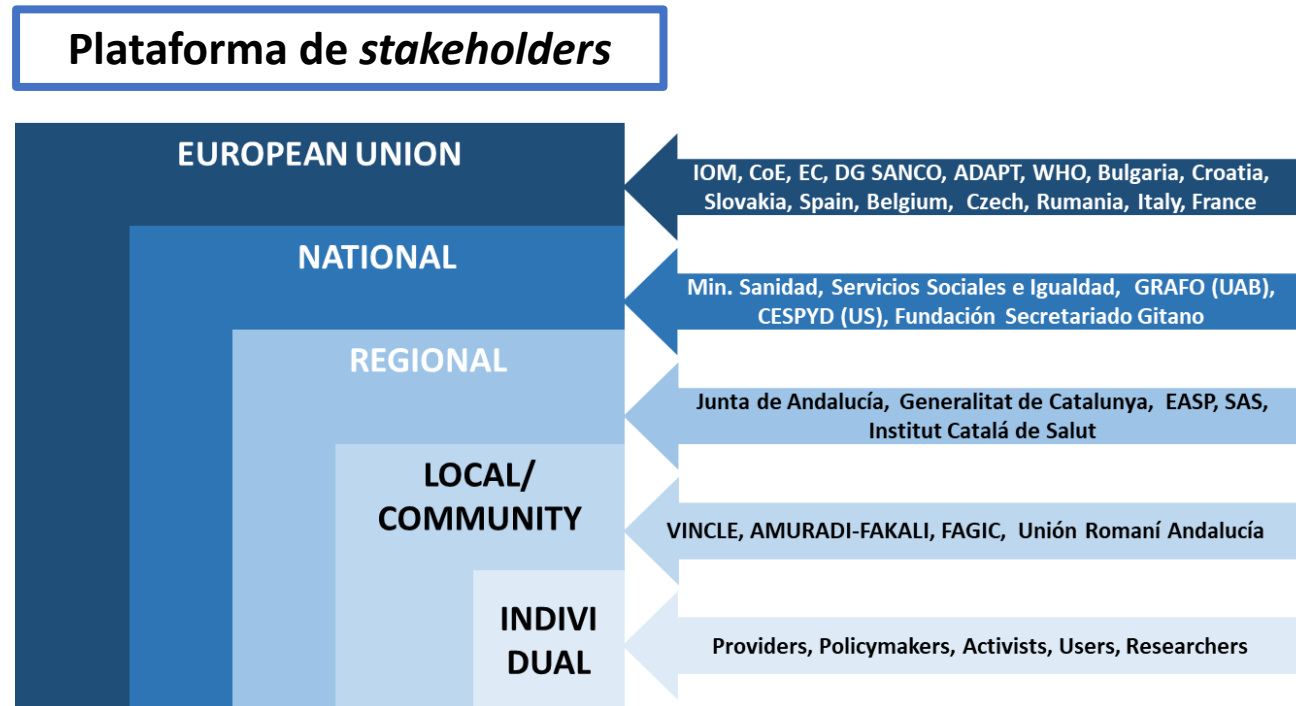 Plataforma de stakeholders
EUROPEAN UNION
IOM, CoE, EC, DG SANCO, ADAPT, WHO, Bulgaria, Croatia,
Slovakia, Spain, Belgium, Czech, Rumania, Italy, France
NATIONAL
Min. Sanidad, Servicios Sociales e Igualdad, GRAFO (UAB),
CESPYD (US), Fundación Secretariado Gitano
REGIONAL
Junta de Andalucía, Generalitat de Catalunya, EASP, SAS,
Institut Catalá de Salut
LOCAL/
COMMUNITY
VINCLE, AMURADI-FAKALI, FAGIC, Unión Romaní Andalucía
INDIVI
DUAL
Providers, Policymakers, Activists, Users, Researchers